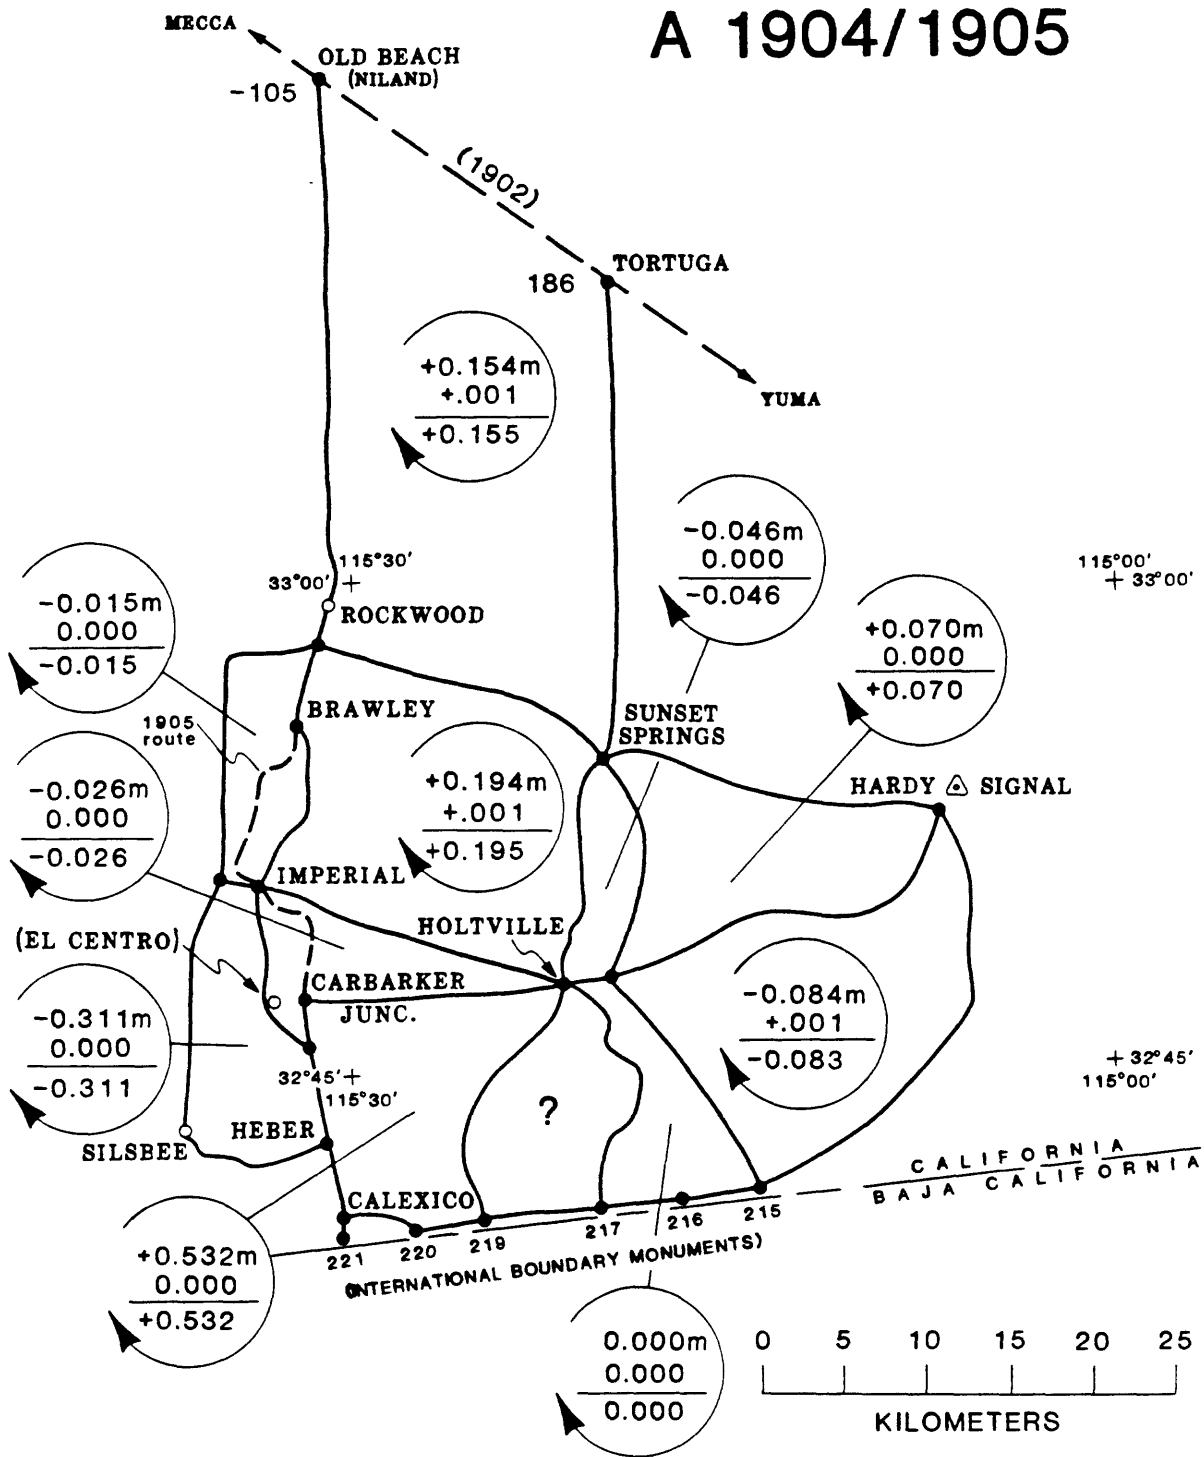 A 1904/1905
MECCA
OLD BEACH
(NILAND)
-105
(1902)
TORTUGA
186
YUMA
+0.154m
+.001
+0.155
-0.046m
0.000
-0.046
115°30'
33°00' +
115°00'
+ 33°00'
ROCKWOOD
-0.015m
0.000
-0.015
+0.070m
0.000
+0.070
BRAWLEY
1905
route
SUNSET
SPRINGS
HARDY SIGNAL
-0.026m
0.000
-0.026
+0.194m
+.001
+0.195
IMPERIAL
HOLTVILLE
(EL CENTRO)
CARBARKER
JUNC.
-0.311m
0.000
-0.311
-0.084m
+.001
-0.083
32°45' +
115°30'
+ 32°45'
115°00'
?
HEBER
SILSBEE
CALIFORNIA
BAJA CALIFORNIA
CALEXICO
221
220
219
217
216
215
(INTERNATIONAL BOUNDARY MONUMENTS)
+0.532m
0.000
+0.532
0.000m
0.000
0.000
0 5 10 15 20 25
KILOMETERS